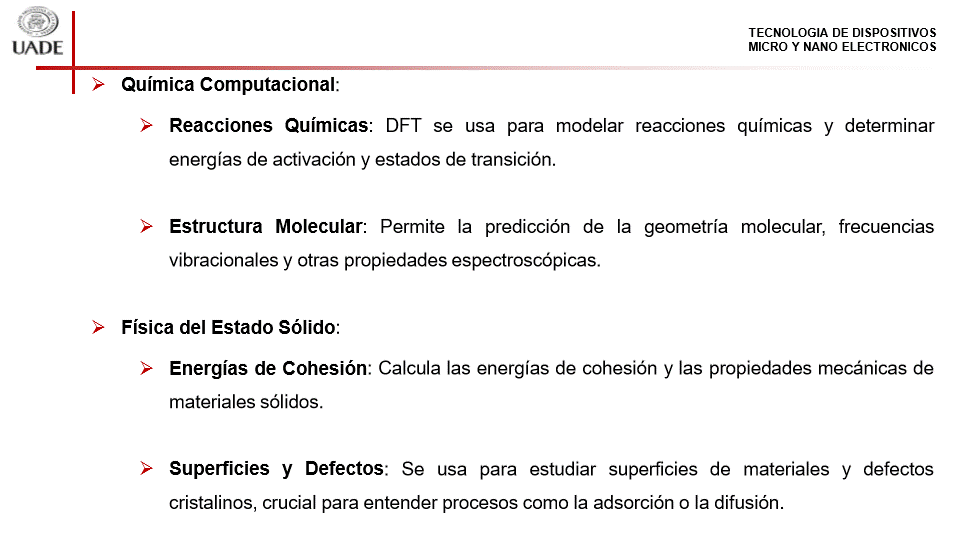 UADE
TECNOLOGIA DE DISPOSITIVOS
MICRO Y NANO ELECTRONICOS
Química Computacional:
Reacciones Químicas: DFT se usa para modelar reacciones químicas y determinar
energías de activación y estados de transición.
Estructura Molecular: Permite la predicción de la geometría molecular, frecuencias
vibracionales y otras propiedades espectroscópicas.
Física del Estado Sólido:
Energías de Cohesión: Calcula las energías de cohesión y las propiedades mecánicas de
materiales sólidos.
Superficies y Defectos: Se usa para estudiar superficies de materiales y defectos
cristalinos, crucial para entender procesos como la adsorción o la difusión.